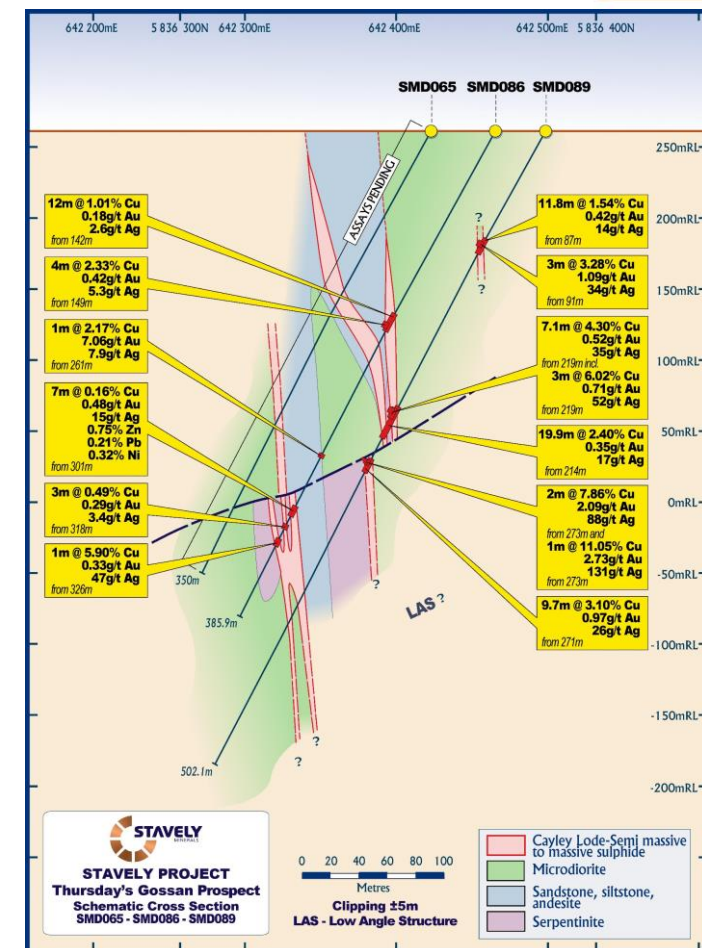 642 200mE 5 836 300N 642 300mE 642 400mE 642 500mE 5 836 400N
SMD065 SMD086 SMD089
250mRL
200mRL
150mRL
100mRL
50mRL
0mRL
-50mRL
-100mRL
-150mRL
-200mRL
ASSAYS PENDING
12m @ 1.01% Cu
0.18g/t Au
2.6g/t Ag
from 142m
4m @ 2.33% Cu
0.42g/t Au
5.3g/t Ag
from 149m
1m @ 2.17% Cu
7.06g/t Au
7.9g/t Ag
from 261m
7m @ 0.16% Cu
0.48g/t Au
15g/t Ag
0.75% Zn
0.21% Pb
0.32% Ni
from 301m
3m @ 0.49% Cu
0.29g/t Au
3.4g/t Ag
from 318m
1m @ 5.90% Cu
0.33g/t Au
47g/t Ag
from 326m
11.8m @ 1.54% Cu
0.42g/t Au
14g/t Ag
from 87m
3m @ 3.28% Cu
1.09g/t Au
34g/t Ag
from 91m
7.1m @ 4.30% Cu
0.52g/t Au
35g/t Ag
from 219m incl.
3m @ 6.02% Cu
0.71g/t Au
52g/t Ag
from 219m
19.9m @ 2.40% Cu
0.35g/t Au
17g/t Ag
from 214m
2m @ 7.86% Cu
2.09g/t Au
88g/t Ag
from 273m and
1m @ 11.05% Cu
2.73g/t Au
131g/t Ag
from 273m
9.7m @ 3.10% Cu
0.97g/t Au
26g/t Ag
from 271m
?
?
?
LAS ?
?
?
350m
385.9m
502.1m
STAVELY
MINERALS
STAVELY PROJECT
Thursday's Gossan Prospect
Schematic Cross Section
SMD065 - SMD086 - SMD089
0 20 40 60 80 100
Metres
Clipping ±5m
LAS - Low Angle Structure
Cayley Lode-Semi massive
to massive sulphide
Microdiorite
Sandstone, siltstone,
andesite
Serpentinite